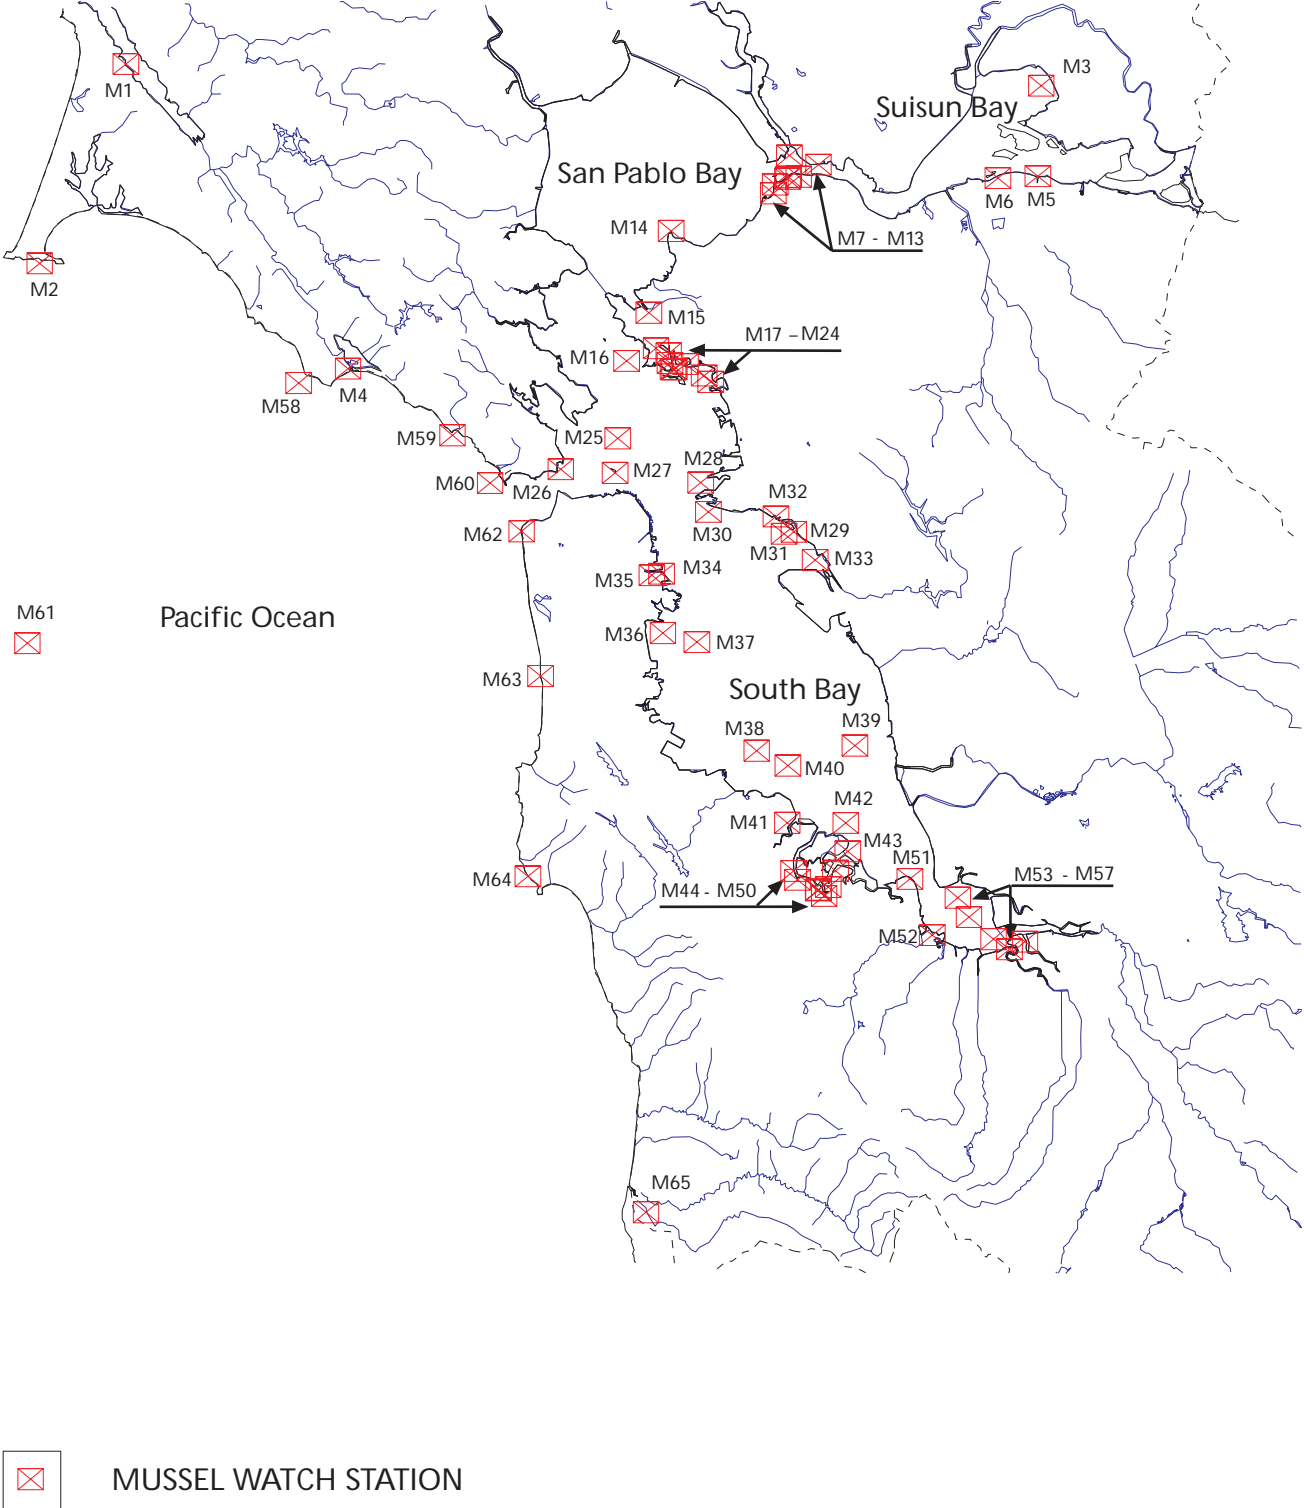 M3
M1
Suisun Bay
San Pablo Bay
M6
M5
M14
M7 - M13
M2
M15
M17 – M24
M16
M58
M4
M59
M25
M28
M27
M60
M26
M32
M62
M30
M29
M31
M33
M34
M35
M61
Pacific Ocean
M36
M37
M63
South Bay
M38
M39
M40
M41
M42
M43
M51
M64
M44 - M50
M53 - M57
M52
M65
MUSSEL WATCH STATION